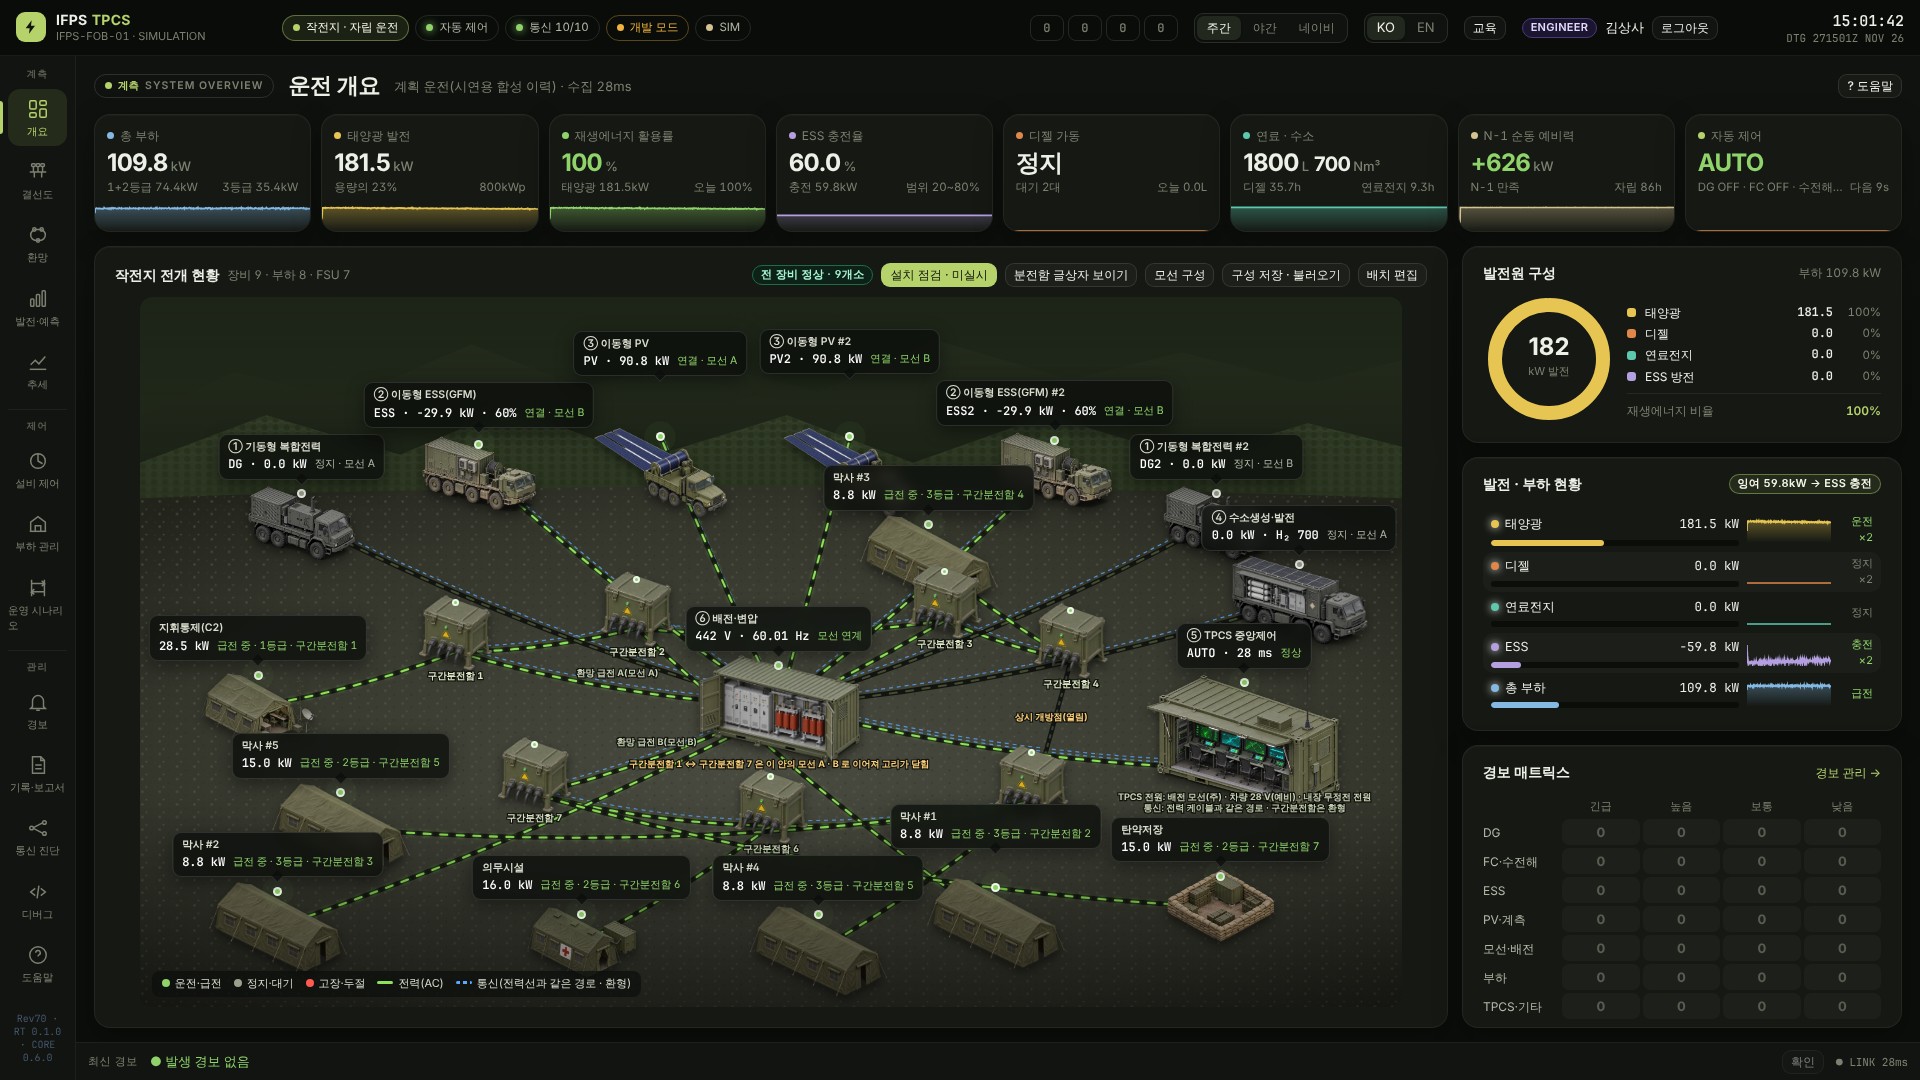 IFPS TPCS
IFPS-FOB-01 · SIMULATION
작전지 · 자립 운전
자동 제어
통신 10/10
개발 모드
SIM
0 0 0 0
주간 야간 네이비
KO EN
교육
ENGINEER 김상사 로그아웃
15:01:42
DTG 271501Z NOV 26
계측
개요
결선도
환망
발전·예측
추세
제어
설비 제어
부하 관리
운영 시나리
오
관리
경보
기록·보고서
통신 진단
디버그
도움말
Rev70 ·
RT 0.1.0
· CORE
0.6.0
계측 SYSTEM OVERVIEW
운전 개요
계획 운전(시연용 합성 이력) · 수집 28ms
? 도움말
총 부하
109.8 kW
1+2등급 74.4kW 3등급 35.4kW
태양광 발전
181.5 kW
용량의 23% 800kWp
재생에너지 활용률
100 %
태양광 181.5kW 오늘 100%
ESS 충전율
60.0 %
충전 59.8kW 범위 20~80%
디젤 가동
정지
대기 2대 오늘 0.0L
연료 · 수소
1800 L 700 Nm³
디젤 35.7h 연료전지 9.3h
N-1 순동 예비력
+626 kW
N-1 만족 자립 86h
자동 제어
AUTO
DG OFF · FC OFF · 수전해... 다음 9s
작전지 전개 현황 장비 9 · 부하 8 · FSU 7
전 장비 정상 · 9개소
설치 점검 · 미실시
분전함 글상자 보이기
모선 구성
구성 저장 · 불러오기
배치 편집
③ 이동형 PV
PV · 90.8 kW 연결 · 모선 A
③ 이동형 PV #2
PV2 · 90.8 kW 연결 · 모선 B
② 이동형 ESS(GFM)
ESS · -29.9 kW · 60% 연결 · 모선 B
② 이동형 ESS(GFM) #2
ESS2 · -29.9 kW · 60% 연결 · 모선 B
① 기동형 복합전력
DG · 0.0 kW 정지 · 모선 A
① 기동형 복합전력 #2
DG2 · 0.0 kW 정지 · 모선 B
막사 #3
8.8 kW 급전 중 · 3등급 · 구간분전함 4
④ 수소생성·발전
0.0 kW · H₂ 700 정지 · 모선 A
지휘통제(C2)
28.5 kW 급전 중 · 1등급 · 구간분전함 1
⑥ 배전·변압
442 V · 60.01 Hz 모선 연계
⑤ TPCS 중앙제어
AUTO · 28 ms 정상
구간분전함 1
구간분전함 2
구간분전함 3
구간분전함 4
환망 급전 A(모선 A)
상시 개방점(열림)
환망 급전 B(모선 B)
구간분전함 1 ↔ 구간분전함 7 은 이 안의 모선 A · B 로 이어져 고리가 닫힘
막사 #5
15.0 kW 급전 중 · 2등급 · 구간분전함 5
TPCS 전원: 배전 모선(주) · 차량 28 V(예비) · 내장 무정전 전원
통신: 전력 케이블과 같은 경로 · 구간분전함은 환형
구간분전함 7
구간분전함 6
막사 #1
8.8 kW 급전 중 · 3등급 · 구간분전함 2
탄약저장
15.0 kW 급전 중 · 2등급 · 구간분전함 7
막사 #2
8.8 kW 급전 중 · 3등급 · 구간분전함 3
의무시설
16.0 kW 급전 중 · 2등급 · 구간분전함 6
막사 #4
8.8 kW 급전 중 · 3등급 · 구간분전함 5
운전·급전 정지·대기 고장·두절 전력(AC) 통신(전력선과 같은 경로 · 환형)
발전원 구성 부하 109.8 kW
182
kW 발전
태양광 181.5 100%
디젤 0.0 0%
연료전지 0.0 0%
ESS 방전 0.0 0%
재생에너지 비율 100%
발전 · 부하 현황 잉여 59.8kW → ESS 충전
태양광 181.5 kW 운전 ×2
디젤 0.0 kW 정지 ×2
연료전지 0.0 kW 정지
ESS -59.8 kW 충전 ×2
총 부하 109.8 kW 급전
경보 매트릭스 경보 관리 →
긴급 높음 보통 낮음
DG 0 0 0 0
FC·수전해 0 0 0 0
ESS 0 0 0 0
PV·계측 0 0 0 0
모선·배전 0 0 0 0
부하 0 0 0 0
TPCS·기타 0 0 0 0
최신 경보 발생 경보 없음
확인 LINK 28ms